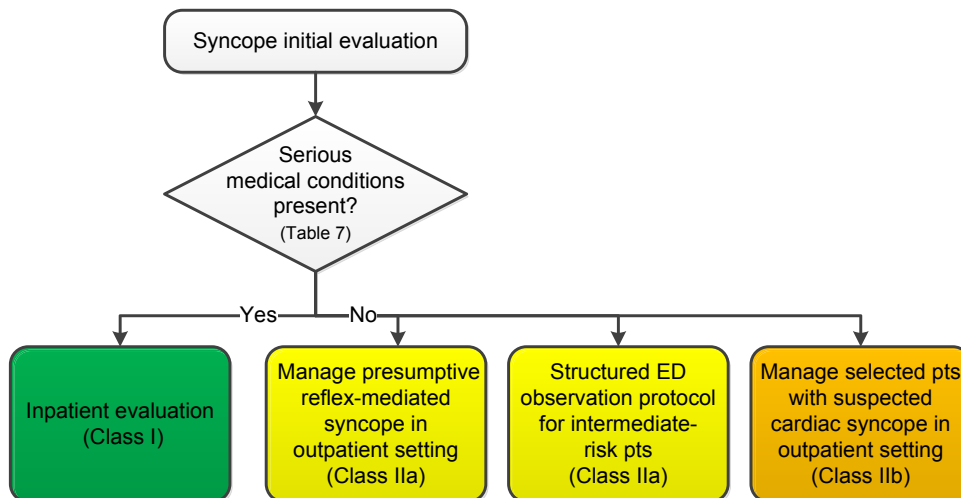 Syncope initial evaluation
Serious
medical conditions
present?
(Table 7)
Yes
No
Inpatient evaluation
(Class I)
Manage presumptive
reflex-mediated
syncope in
outpatient setting
(Class IIa)
Structured ED
observation protocol
for intermediate-
risk pts
(Class IIa)
Manage selected pts
with suspected
cardiac syncope in
outpatient setting
(Class IIb)